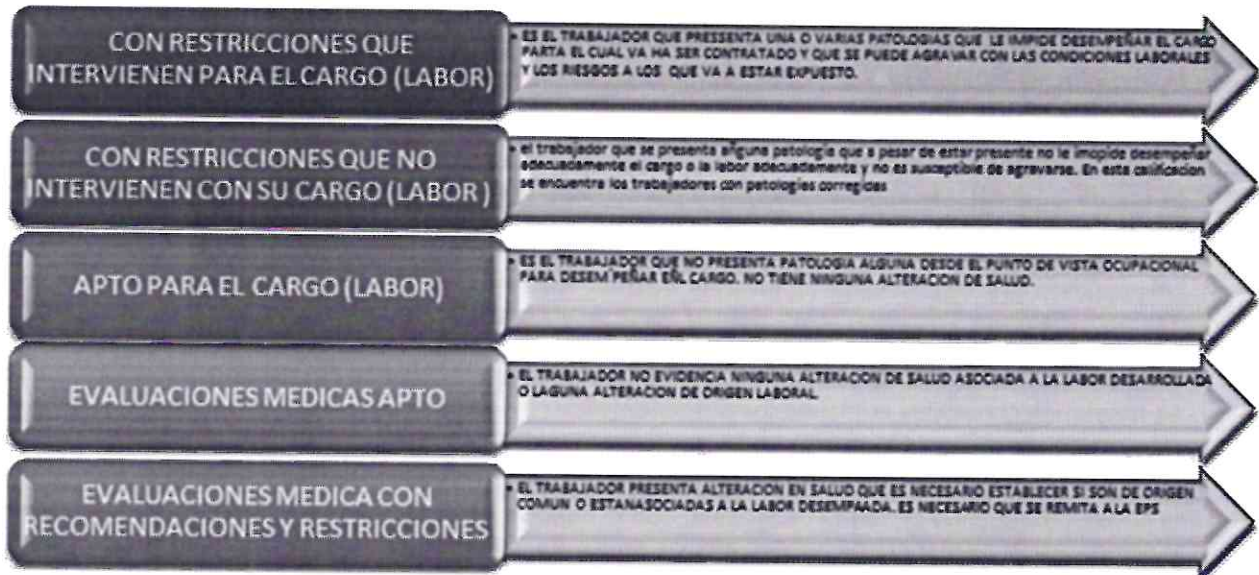 CON RESTRICCIONES QUE
INTERVIENEN PARA EL CARGO (LABOR)
• ES EL TRABAJADOR QUE PRESSENTA UNA O VARIAS PATOLOGIAS QUE LE IMPIDE DESEMPEÑAR EL CARGO
PARTA EL CUAL VA HA SER CONTRATADO Y QUE SE PUEDE AGRAVAR CON LAS CONDICIONES LABORALES
Y LOS RIESGOS A LOS QUE VA A ESTAR EXPUESTO.
CON RESTRICCIONES QUE NO
INTERVIENEN CON SU CARGO (LABOR )
• el trabajador que se presenta alguna patologia que a pesar de estar presente no le imopide desempeñar
adecuadamente el cargo o la labor adecuadamente y no es susceptible de agravarse. En esta calificacion
se encuentra los trabajadores con patologías corregidas
APTO PARA EL CARGO (LABOR)
• ES EL TRABAJADOR QUE NO PRESENTA PATOLOGIA ALGUNA DESDE EL PUNTO DE VISTA OCUPACIONAL
PARA DESEM´PEÑAR EÑL CARGO. NO TIENE NINGUNA ALTERACION DE SALUD.
EVALUACIONES MEDICAS APTO
• EL TRABAJADOR NO EVIDENCIA NINGUNA ALTERACION DE SALUD ASOCIADA A LA LABOR DESARROLLADA
O LAGUNA ALTERACION DE ORIGEN LABORAL.
EVALUACIONES MEDICA CON
RECOMENDACIONES Y RESTRICCIONES
• EL TRABAJADOR PRESENTA ALTERACION EN SALUD QUE ES NECESARIO ESTABLECER SI SON DE ORIGEN
COMUN O ESTANASOCIADAS A LA LABOR DESEMPAADA. ES NECESARIO QUE SE REMITA A LA EPS